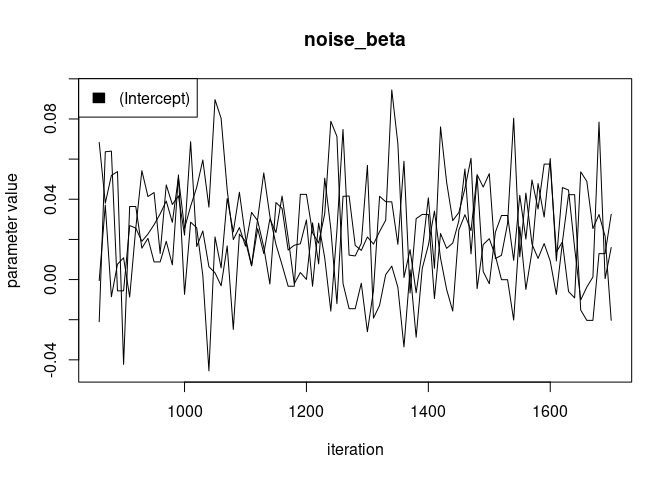 noise_beta
(Intercept)
parameter value
-0.04
0.00
0.04
0.08
1000
1200
1400
1600
iteration